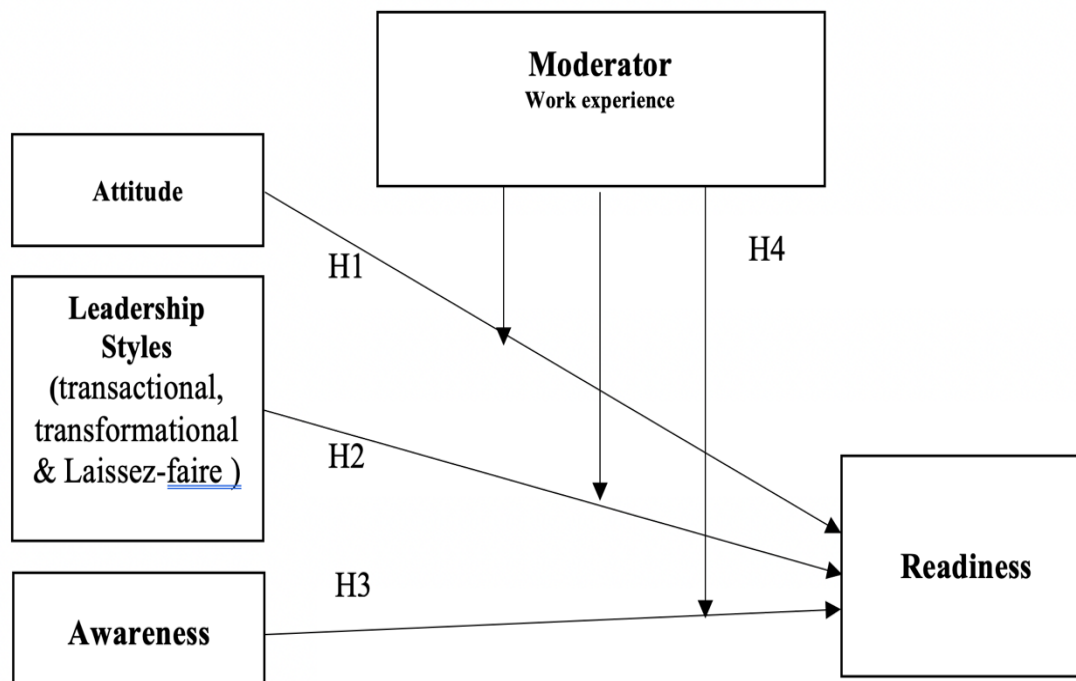 Moderator
Work experience
Attitude
H1
H4
Leadership
Styles
(transactional,
transformational
& Laissez-faire )
H2
H3
Awareness
Readiness